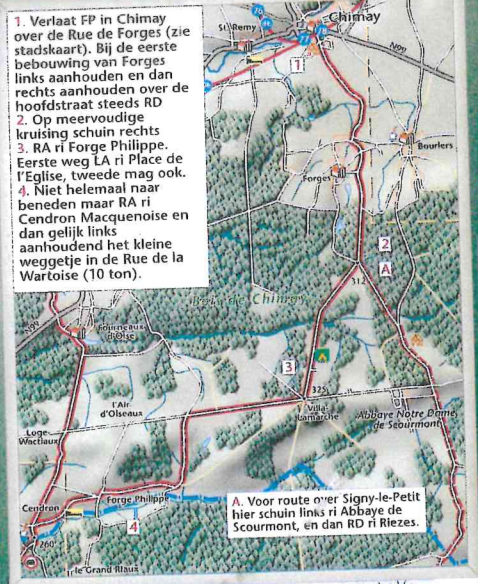 1. Verlaat FP in Chimay
over de Rue de Forges (zie
stadskaart). Bij de eerste
bebouwing van Forges
links aanhouden en dan
rechts aanhouden over de
hoofdstraat steeds RD
2. Op meervoudige
kruising schuin rechts
3. RA ri Forge Philippe.
Eerste weg LA ri Place de
l'Eglise, tweede mag ook.
4. Niet helemaal naar
beneden maar RA ri
Cendron Macquenoise en
dan gelijk links
aanhoudend het kleine
weggetje in de Rue de la
Wartoise (10 ton).
St Remy
Chimay
N99
1
Bourlers
Forges
2
A
312
Bois de Chimay
N99
Fourneaux
d'Oise
3
325
Villa
Lamarche
l'Air
d'Oiseaux
Abbaye Notre Dame
de Scourmont
Loge-
Wactiaux
Cendron
Forge Philippe
4
260
le Grand Riaux
A. Voor route over Signy-le-Petit
hier schuin links ri Abbaye de
Scourmont, en dan RD ri Riezes.